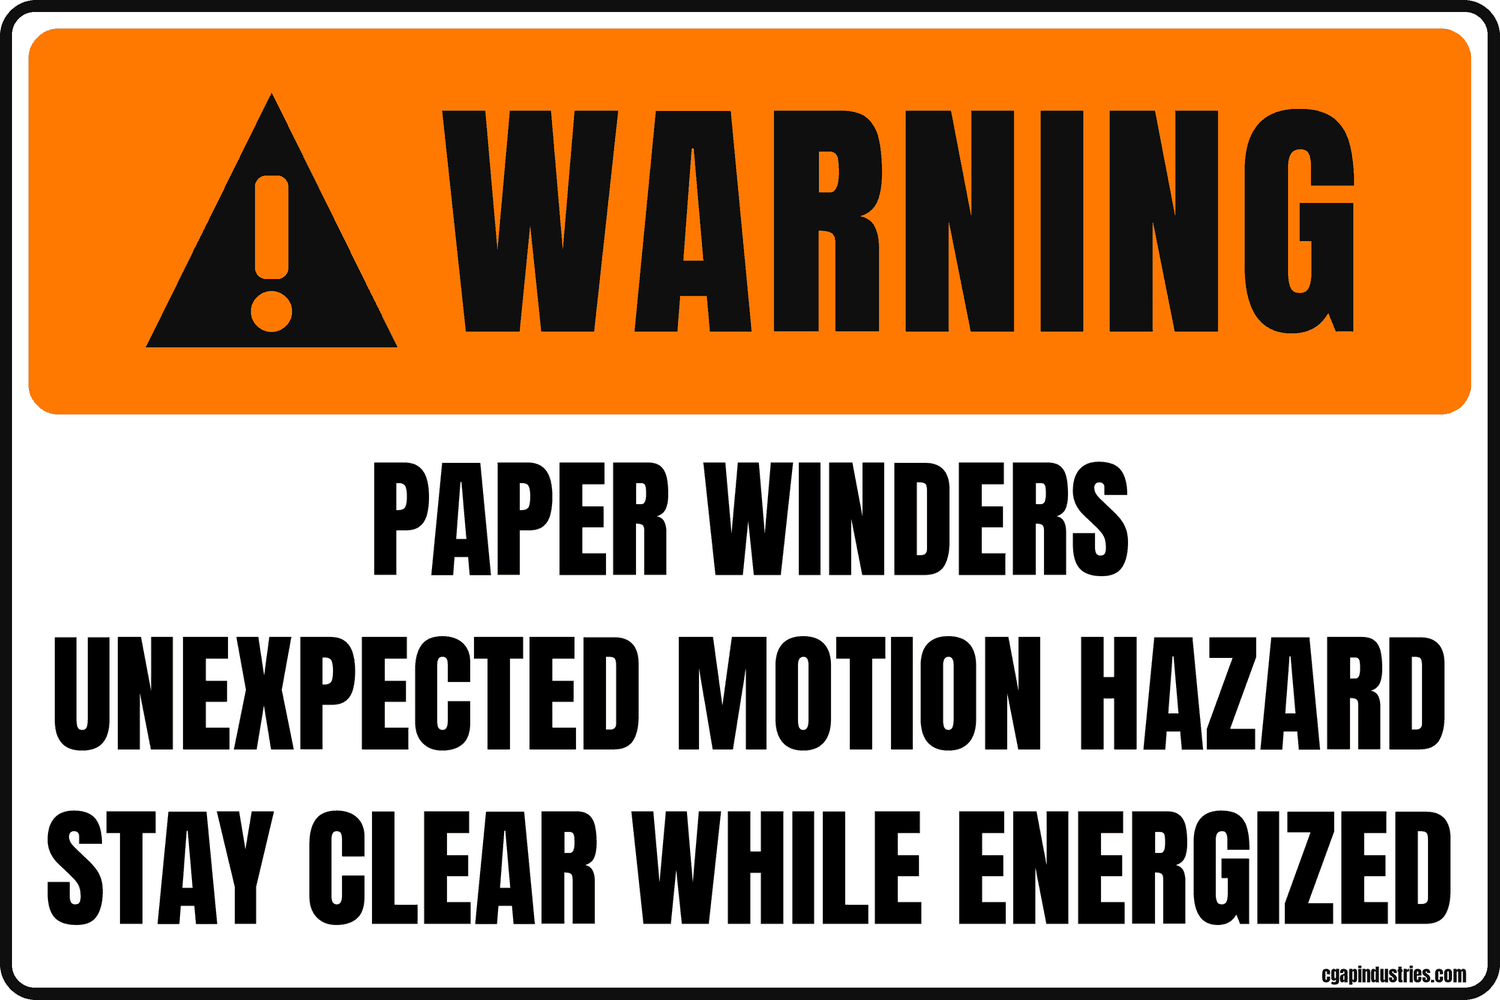 WARNING
PAPER WINDERS
UNEXPECTED MOTION HAZARD
STAY CLEAR WHILE ENERGIZED
cgapindustries.com